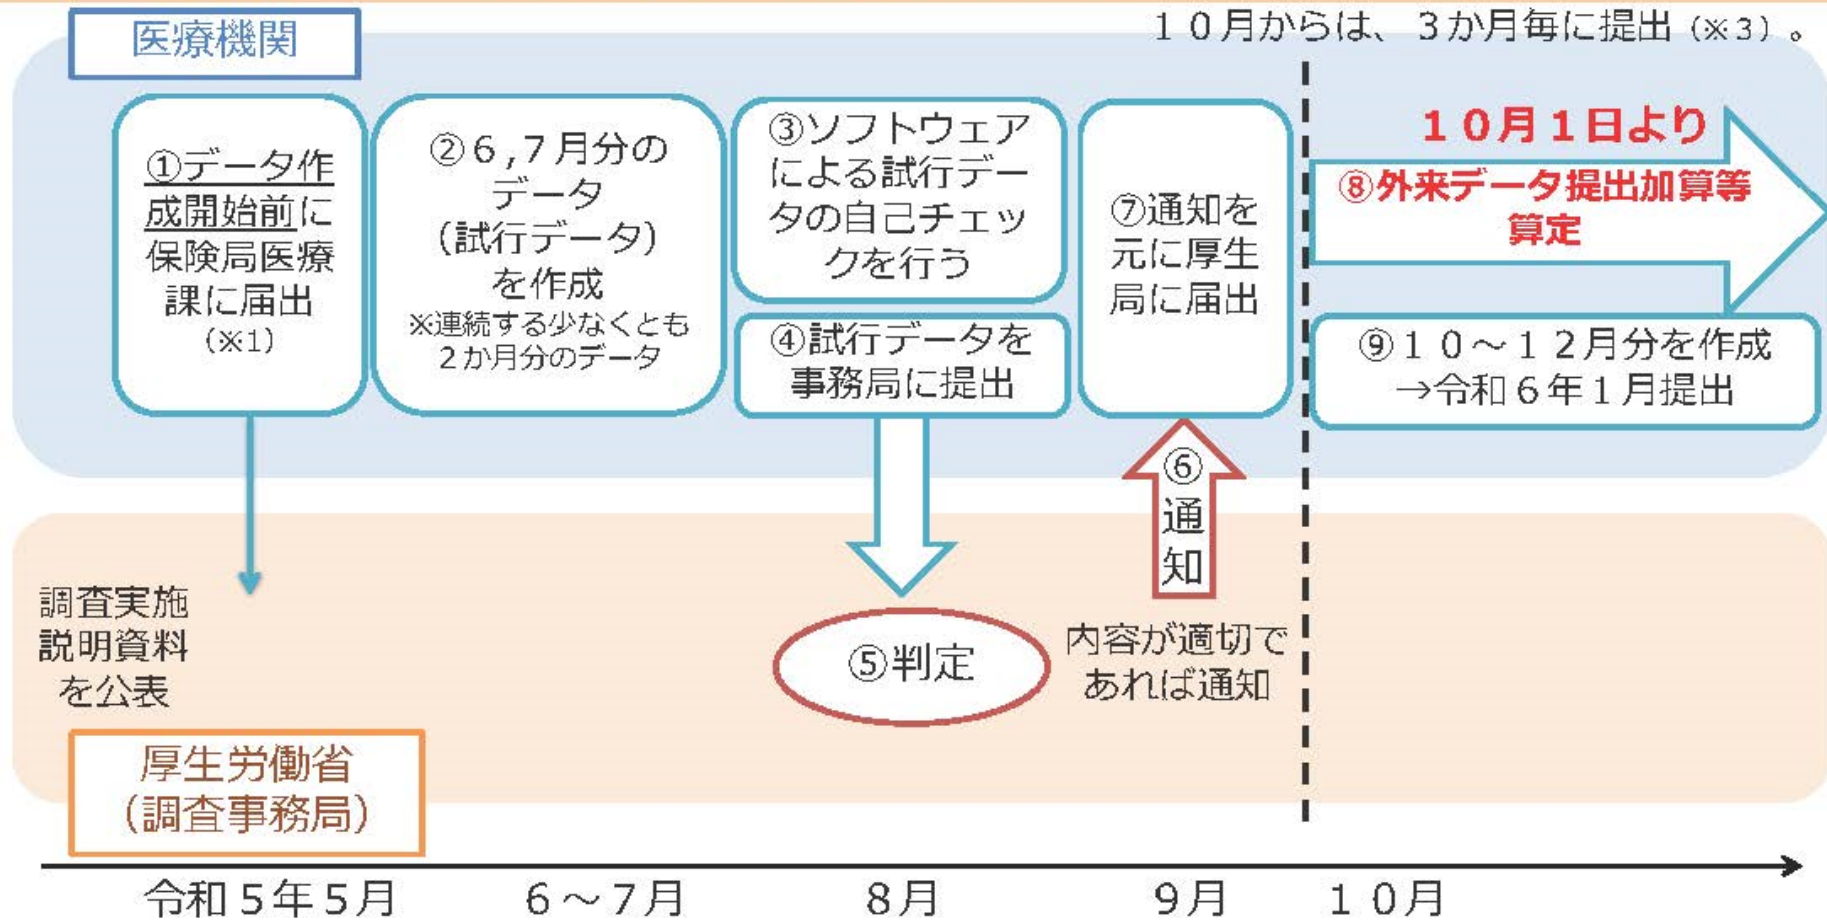 医療機関
１０月からは、３か月毎に提出（※３）。
①データ作
成開始前に
保険局医療
課に届出
（※1）
②６,７月分の
データ
（試行データ）
を作成
※連続する少なくとも
２か月分のデータ
③ソフトウェア
による試行デー
タの自己チェッ
クを行う
④試行データを
事務局に提出
⑦通知を
元に厚生
局に届出
１０月１日より
⑧外来データ提出加算等
算定
⑨１０～１２月分を作成
→令和６年１月提出
⑥
通
知
調査実施
説明資料
を公表
⑤判定
内容が適切で
あれば通知
厚生労働省
（調査事務局）
令和５年５月
６～７月
８月
９月
１０月